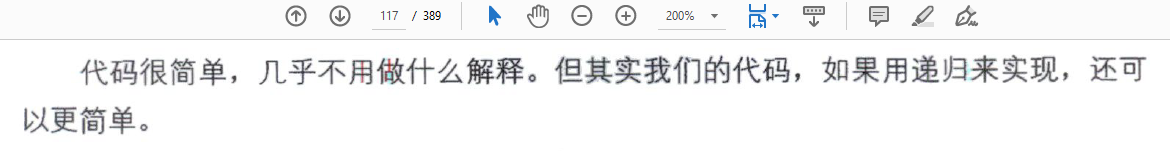 117 / 389
200%
代码很简单，几乎不用做什么解释。但其实我们的代码，如果用递归来实现，还可
以更简单。